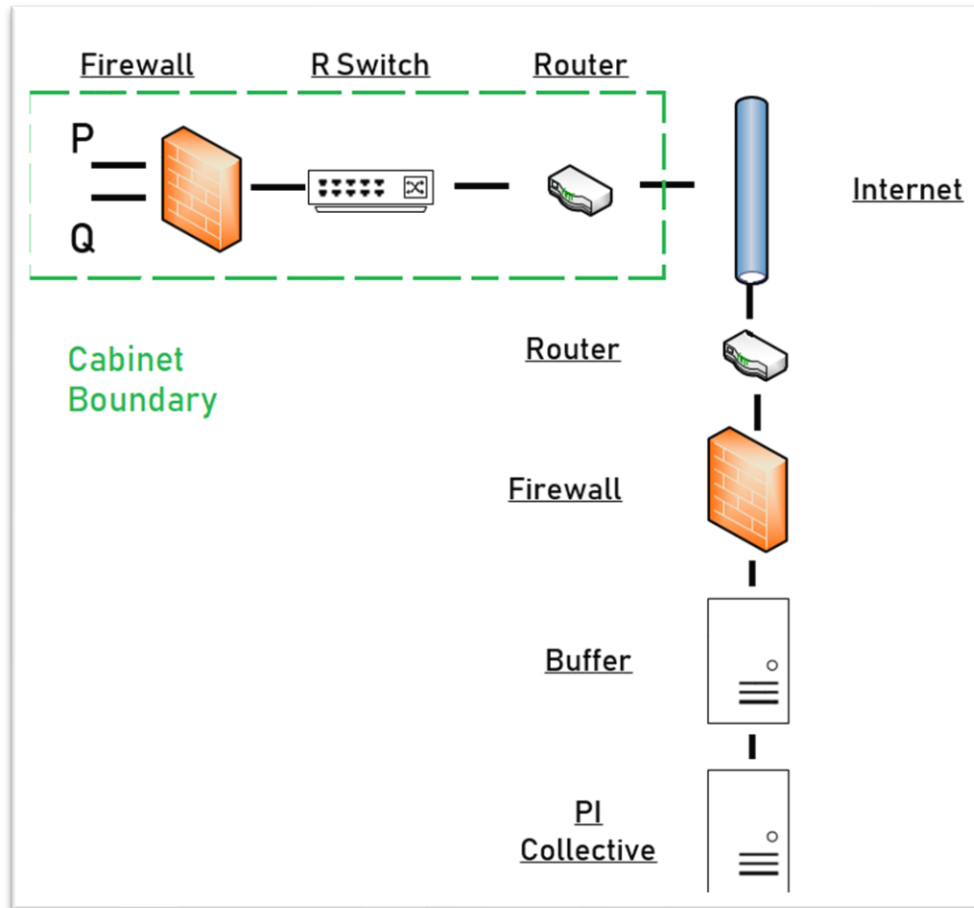 Firewall
R Switch
Router
P
Q
Internet
Cabinet
Boundary
Router
Firewall
Buffer
PI
Collective